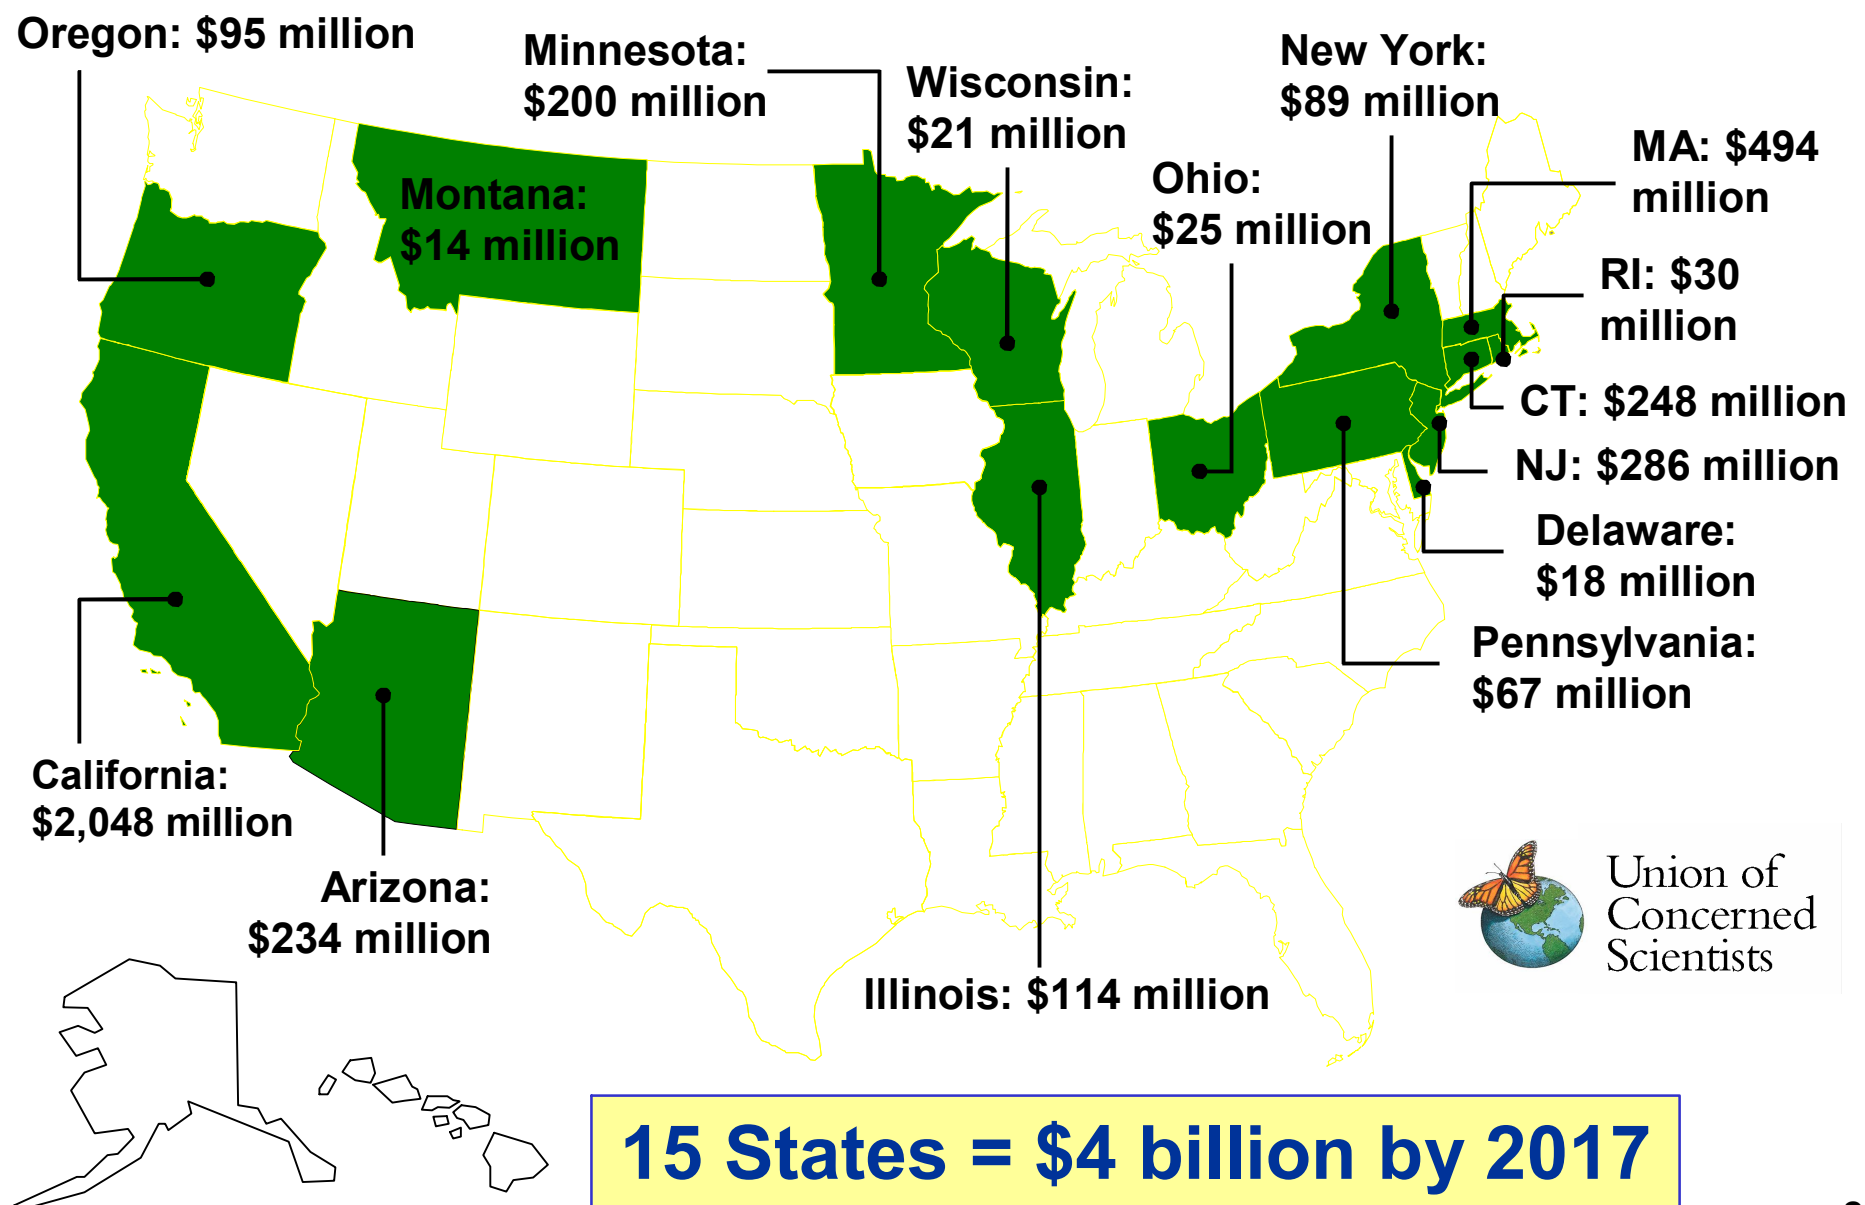 Oregon: $95 million
Minnesota:
$200 million
Wisconsin:
$21 million
New York:
$89 million
MA: $494
million
Ohio:
$25 million
Montana:
$14 million
RI: $30
million
CT: $248 million
NJ: $286 million
Delaware:
$18 million
Pennsylvania:
$67 million
California:
$2,048 million
Arizona:
$234 million
Illinois: $114 million
Union of
Concerned
Scientists
15 States = $4 billion by 2017